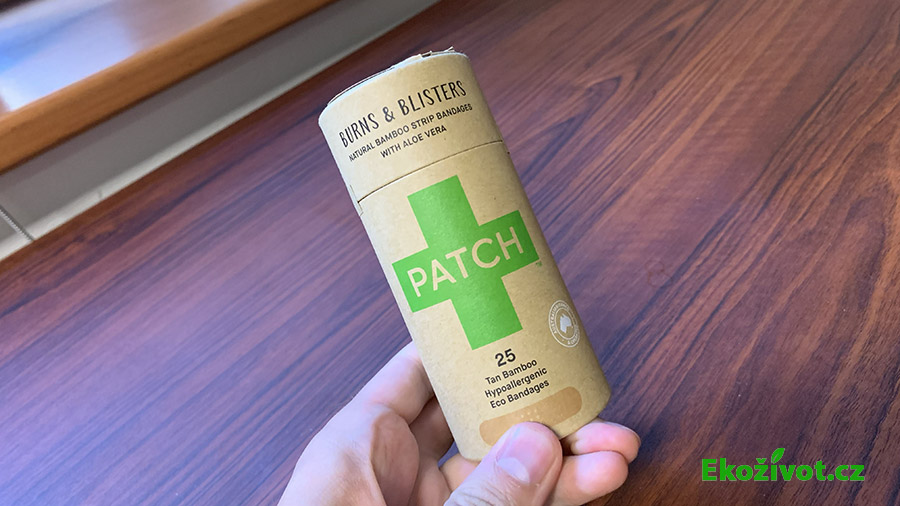 BURNS & BLISTERS
NATURAL BAMBOO STRIP BANDAGES
WITH ALOE VERA
PATCH
25
Tan Bamboo
Hypoallergenic
Eco Bandages
Ekoživot.cz